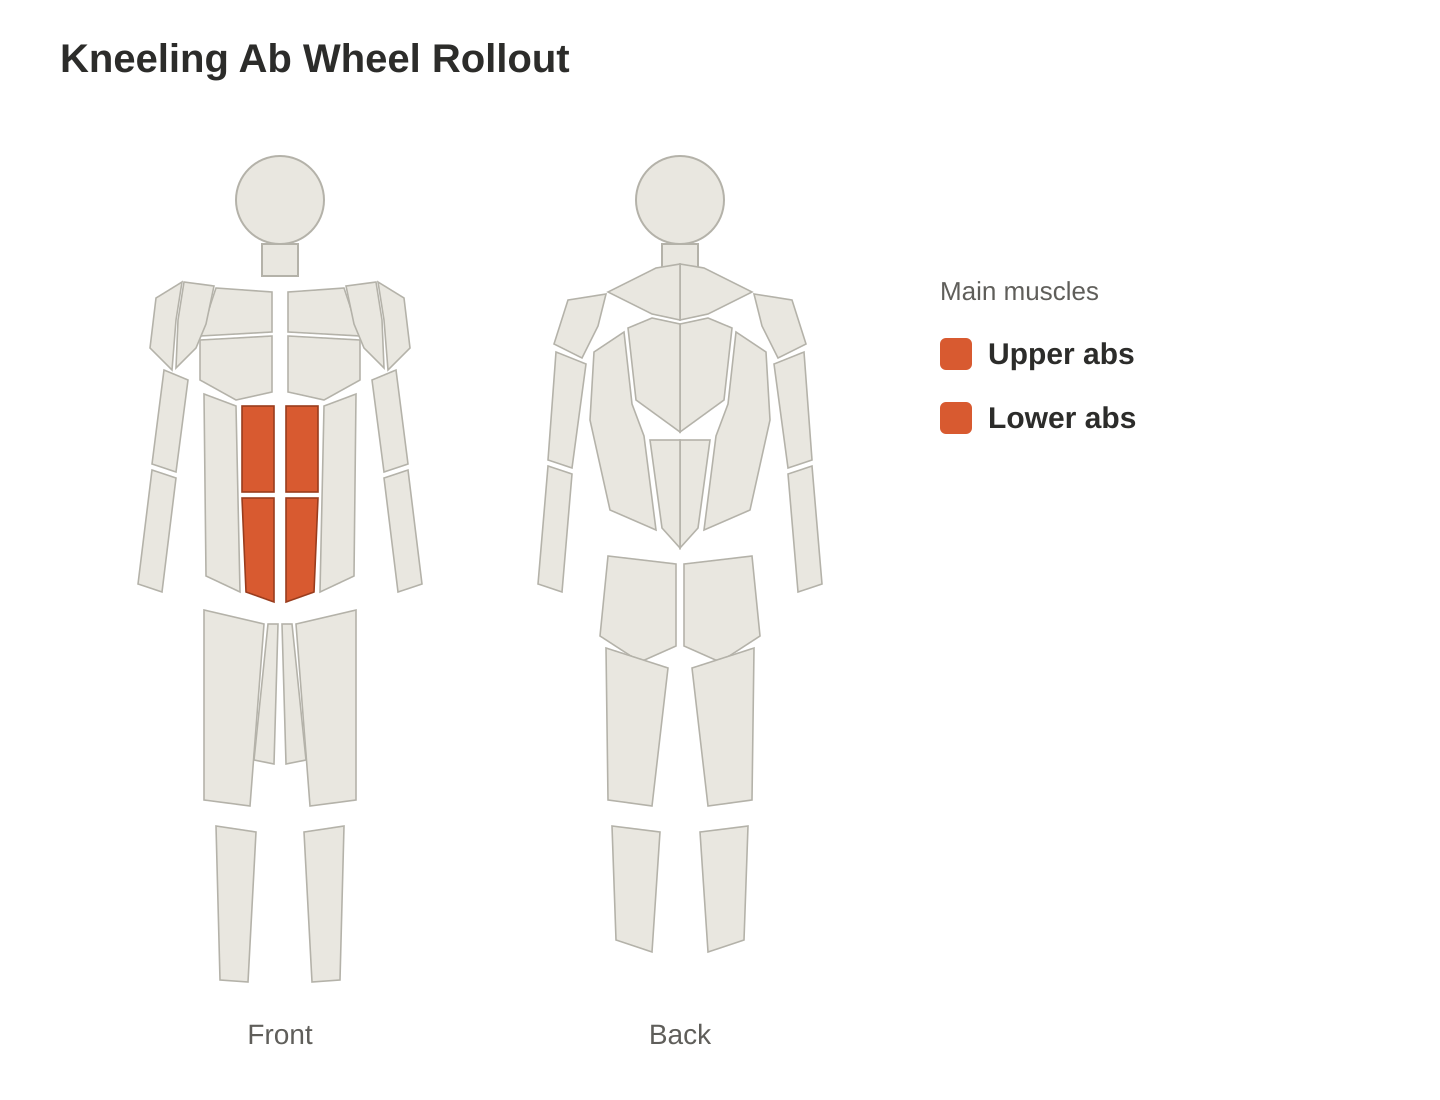 Kneeling Ab Wheel Rollout
Main muscles
Upper abs
Lower abs
Front
Back